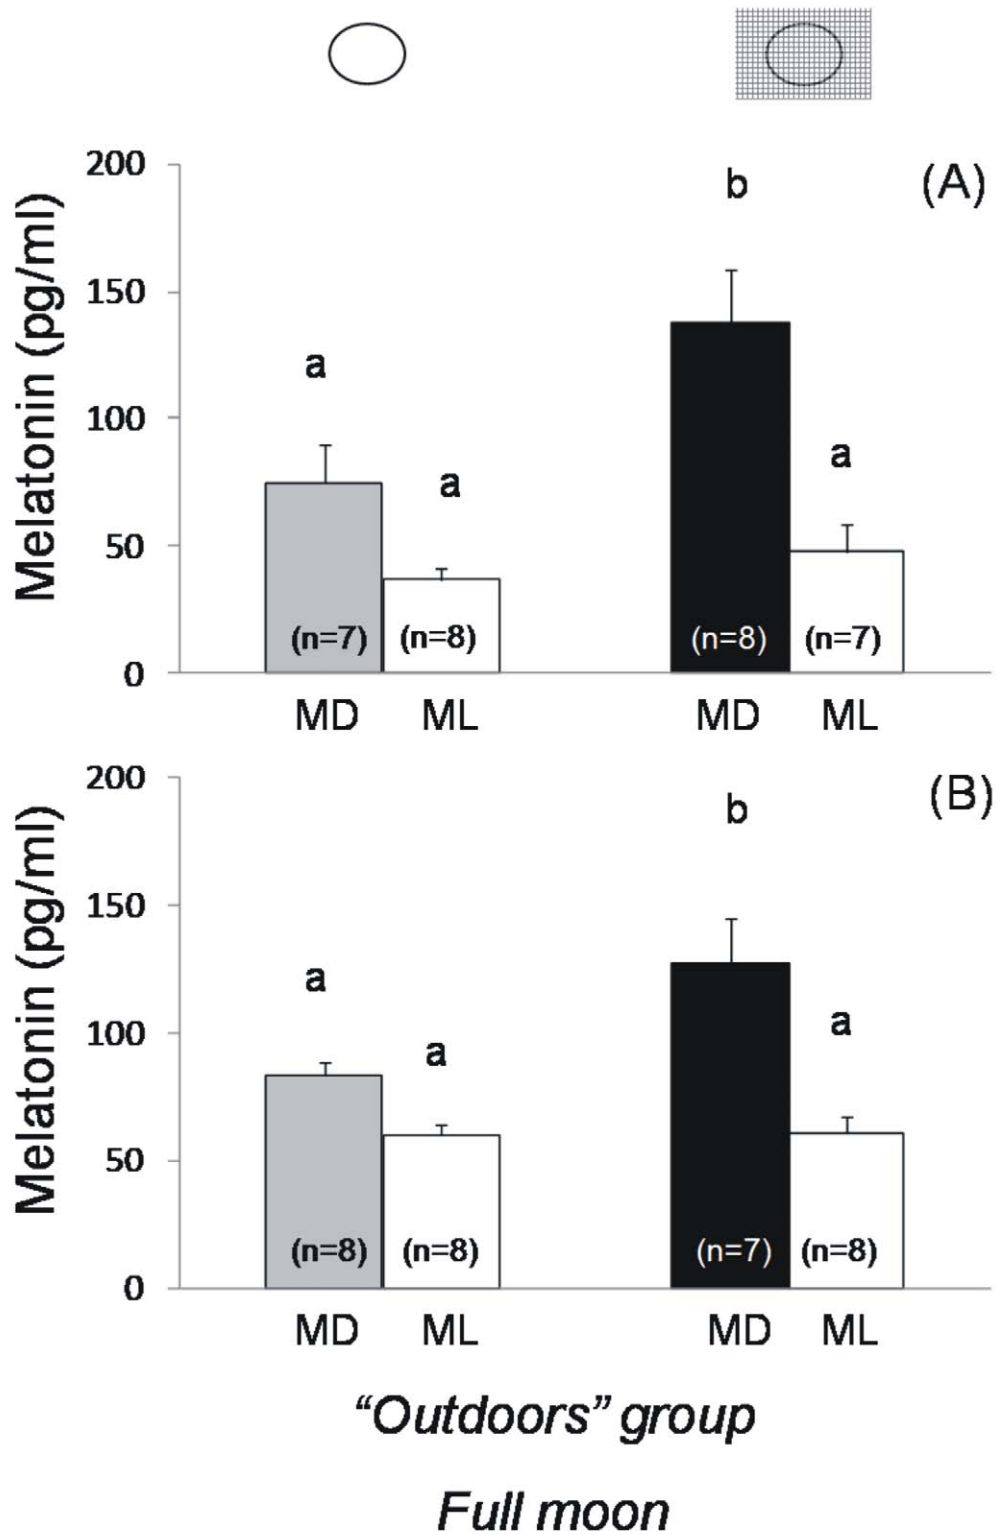 (A)
Melatonin (pg/ml)
200
150
100
50
0
a
a
b
a
(n=7) (n=8) (n=8) (n=7)
MD ML MD ML
(B)
Melatonin (pg/ml)
200
150
100
50
0
a
a
b
a
(n=8) (n=8) (n=7) (n=8)
MD ML MD ML
“Outdoors” group
Full moon